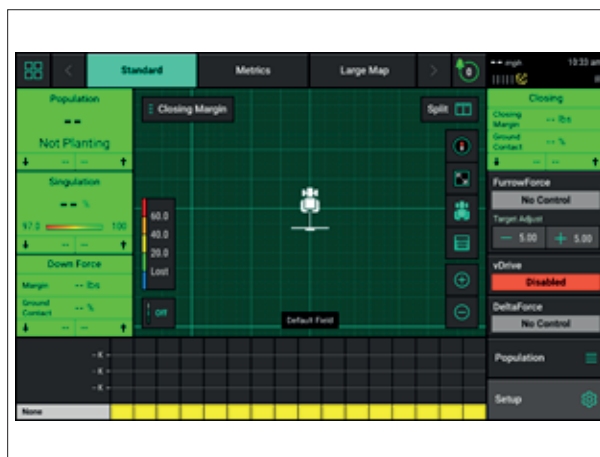 Standard
Metrics
Large Map
0
-- mph
10:33 am
Population
--
Not Planting
-- --
Singulation
-- %
97.0 100
-- --
Down Force
Margin -- lbs
Ground Contact -- %
-- --
Closing Margin
Split
60.0
40.0
20.0
Lost
Off
Default Field
Closing
Closing Margin -- lbs
Ground Contact -- %
-- --
FurrowForce
No Control
Target Adjust
— 5.00 + 5.00
vDrive
Disabled
DeltaForce
No Control
Population
Setup
- K -
- K -
- K -
None